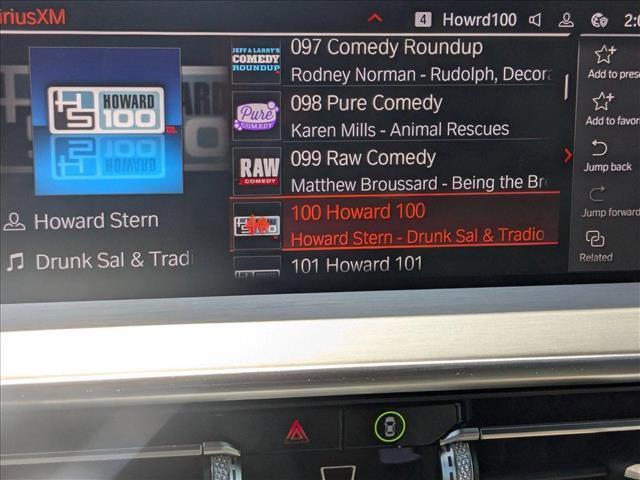 iriusXM
4 Howrd100
HOWARD
100
Howard Stern
Drunk Sal & Tradi
JEFF & LARRY'S
COMEDY
ROUNDUP
097 Comedy Roundup
Rodney Norman - Rudolph, Decora
Pure
COMEDY
098 Pure Comedy
Karen Mills - Animal Rescues
RAW
COMEDY
099 Raw Comedy
Matthew Broussard - Being the Br
100 Howard 100
Howard Stern - Drunk Sal & Tradio
101 Howard 101
Add to prese
Add to favor
Jump back
Jump forward
Related